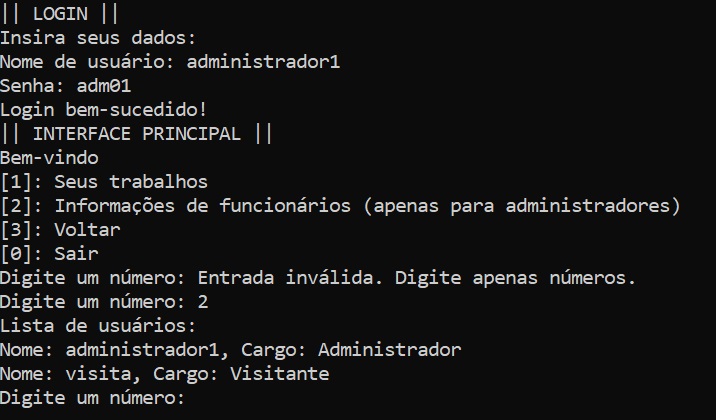 || LOGIN ||
Insira seus dados:
Nome de usuário: administrador1
Senha: adm01
Login bem-sucedido!
|| INTERFACE PRINCIPAL ||
Bem-vindo
[1]: Seus trabalhos
[2]: Informações de funcionários (apenas para administradores)
[3]: Voltar
[0]: Sair
Digite um número: Entrada inválida. Digite apenas números.
Digite um número: 2
Lista de usuários:
Nome: administrador1, Cargo: Administrador
Nome: visita, Cargo: Visitante
Digite um número: